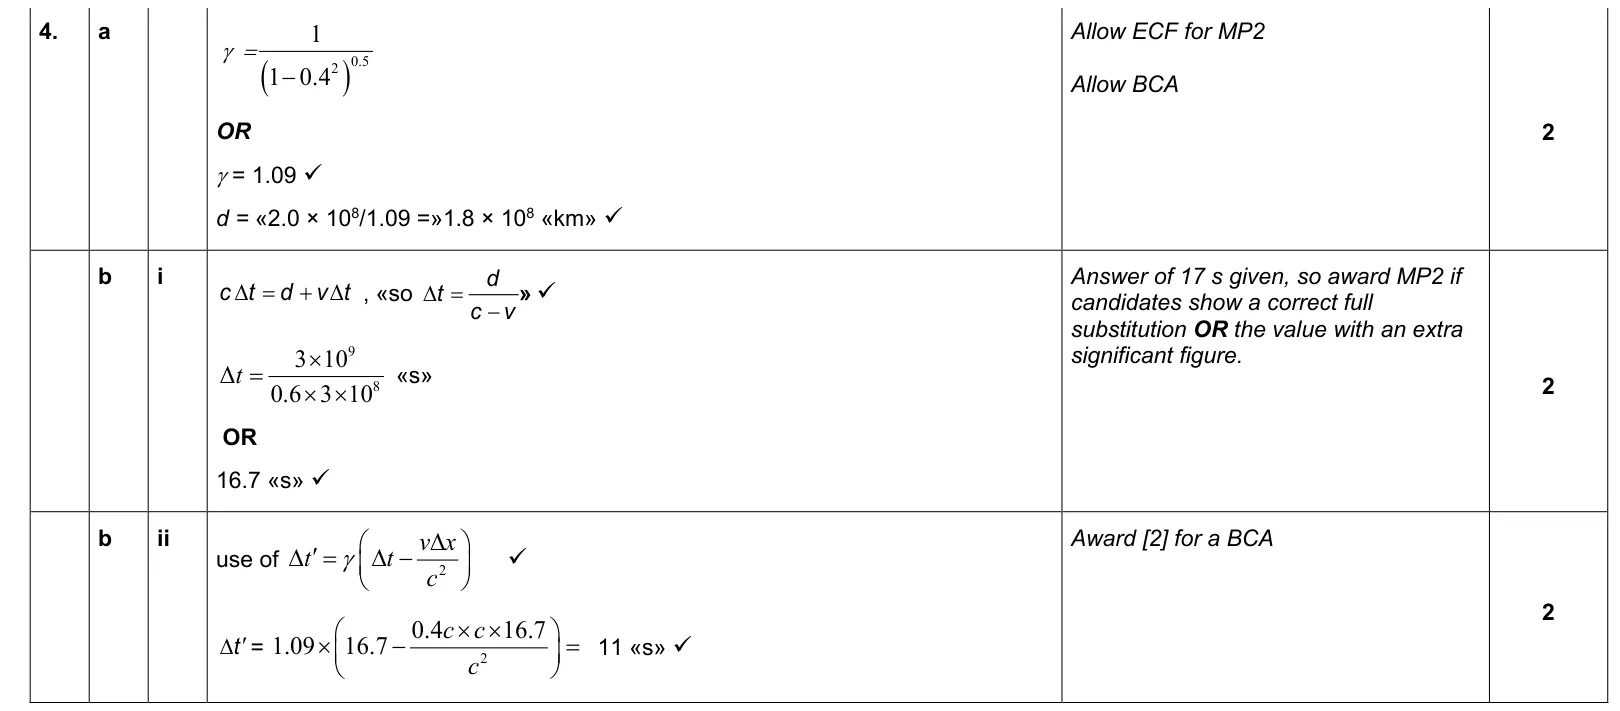 4. a γ = 1 / (1 − 0.4²)^0.5 Allow ECF for MP2
Allow BCA
OR 2
γ = 1.09 ✓
d = «2.0 × 10⁸/1.09 =»1.8 × 10⁸ «km» ✓
b i cΔt = d + vΔt , «so Δt = d / (c − v)» ✓ Answer of 17 s given, so award MP2 if
candidates show a correct full
substitution OR the value with an extra
significant figure.
Δt = 3×10⁹ / (0.6×3×10⁸) «s» 2
OR
16.7 «s» ✓
b ii use of Δt′ = γ(Δt − vΔx / c²) ✓ Award [2] for a BCA
2
Δt′ = 1.09×(16.7 − 0.4c×c×16.7 / c²) = 11 «s» ✓